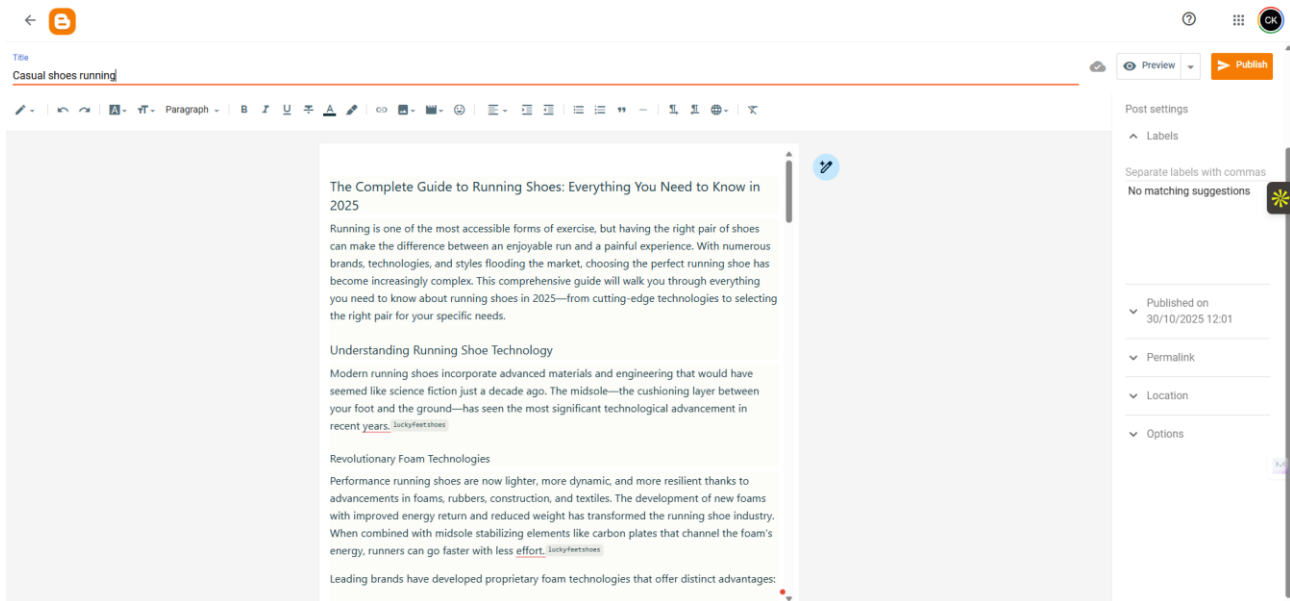 CK
Title
Casual shoes running
Preview
Publish
Paragraph
B I U A
Post settings
Labels
Separate labels with commas
No matching suggestions
Published on
30/10/2025 12:01
Permalink
Location
Options
The Complete Guide to Running Shoes: Everything You Need to Know in
2025
Running is one of the most accessible forms of exercise, but having the right pair of shoes
can make the difference between an enjoyable run and a painful experience. With numerous
brands, technologies, and styles flooding the market, choosing the perfect running shoe has
become increasingly complex. This comprehensive guide will walk you through everything
you need to know about running shoes in 2025—from cutting-edge technologies to selecting
the right pair for your specific needs.
Understanding Running Shoe Technology
Modern running shoes incorporate advanced materials and engineering that would have
seemed like science fiction just a decade ago. The midsole—the cushioning layer between
your foot and the ground—has seen the most significant technological advancement in
recent years. luckyfeetshoes
Revolutionary Foam Technologies
Performance running shoes are now lighter, more dynamic, and more resilient thanks to
advancements in foams, rubbers, construction, and textiles. The development of new foams
with improved energy return and reduced weight has transformed the running shoe industry.
When combined with midsole stabilizing elements like carbon plates that channel the foam's
energy, runners can go faster with less effort. luckyfeetshoes
Leading brands have developed proprietary foam technologies that offer distinct advantages: